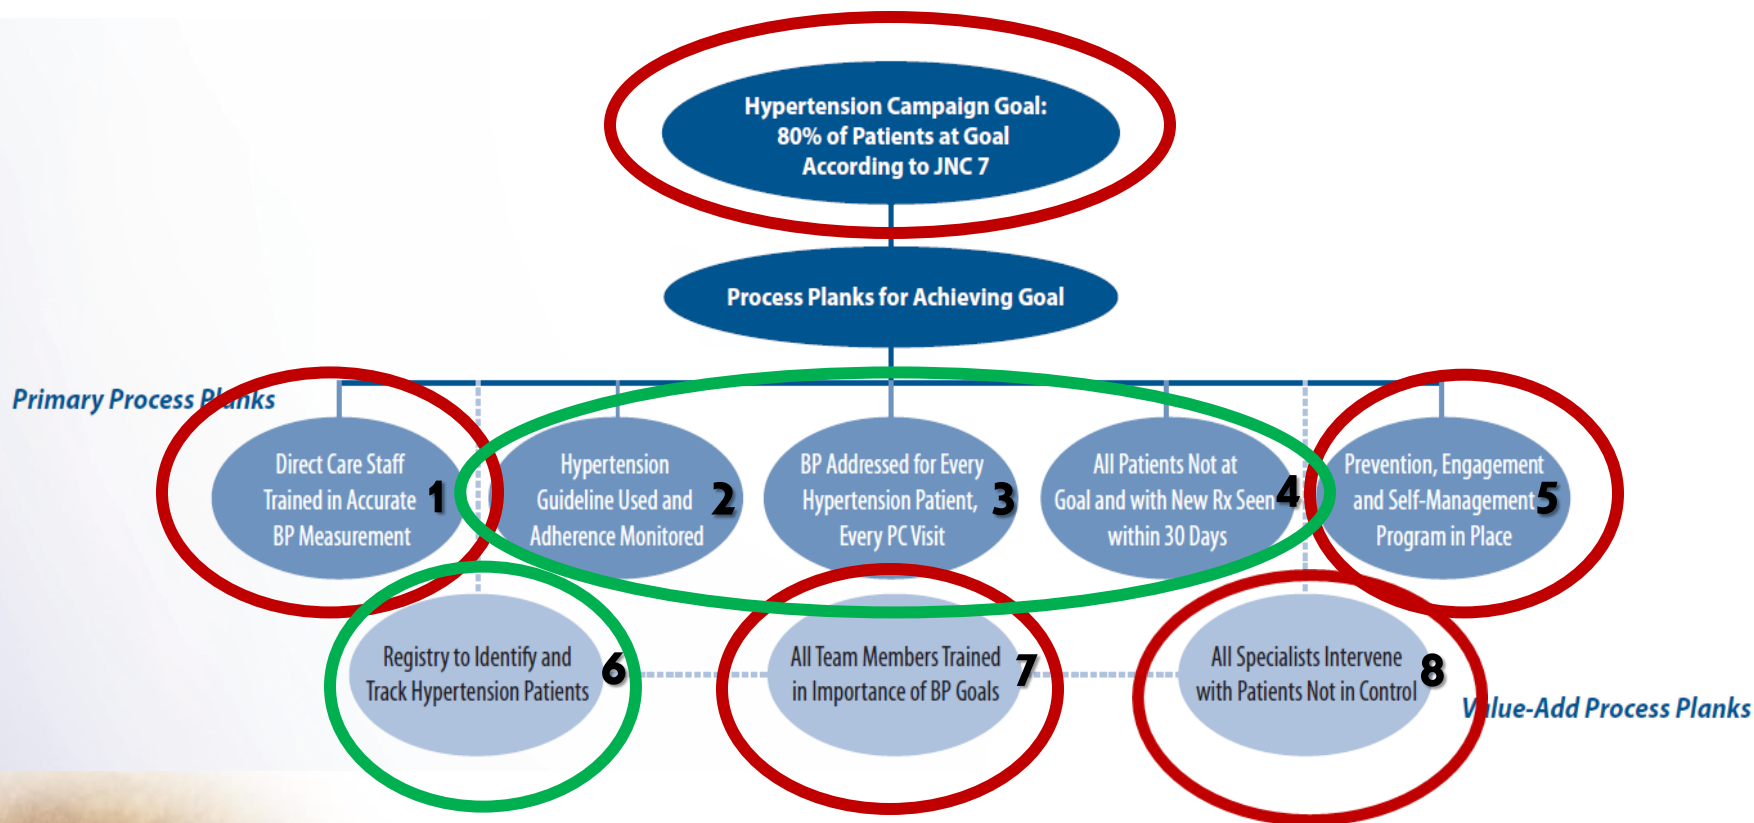 Hypertension Campaign Goal:
80% of Patients at Goal
According to JNC 7
Process Planks for Achieving Goal
Primary Process Planks
Direct Care Staff
Trained in Accurate
BP Measurement
1
Hypertension
Guideline Used and
Adherence Monitored
2
BP Addressed for Every
Hypertension Patient,
Every PC Visit
3
All Patients Not at
Goal and with New Rx Seen
within 30 Days
4
Prevention, Engagement
and Self-Management
Program in Place
5
Registry to Identify and
Track Hypertension Patients
6
All Team Members Trained
in Importance of BP Goals
7
All Specialists Intervene
with Patients Not in Control
8
Value-Add Process Planks